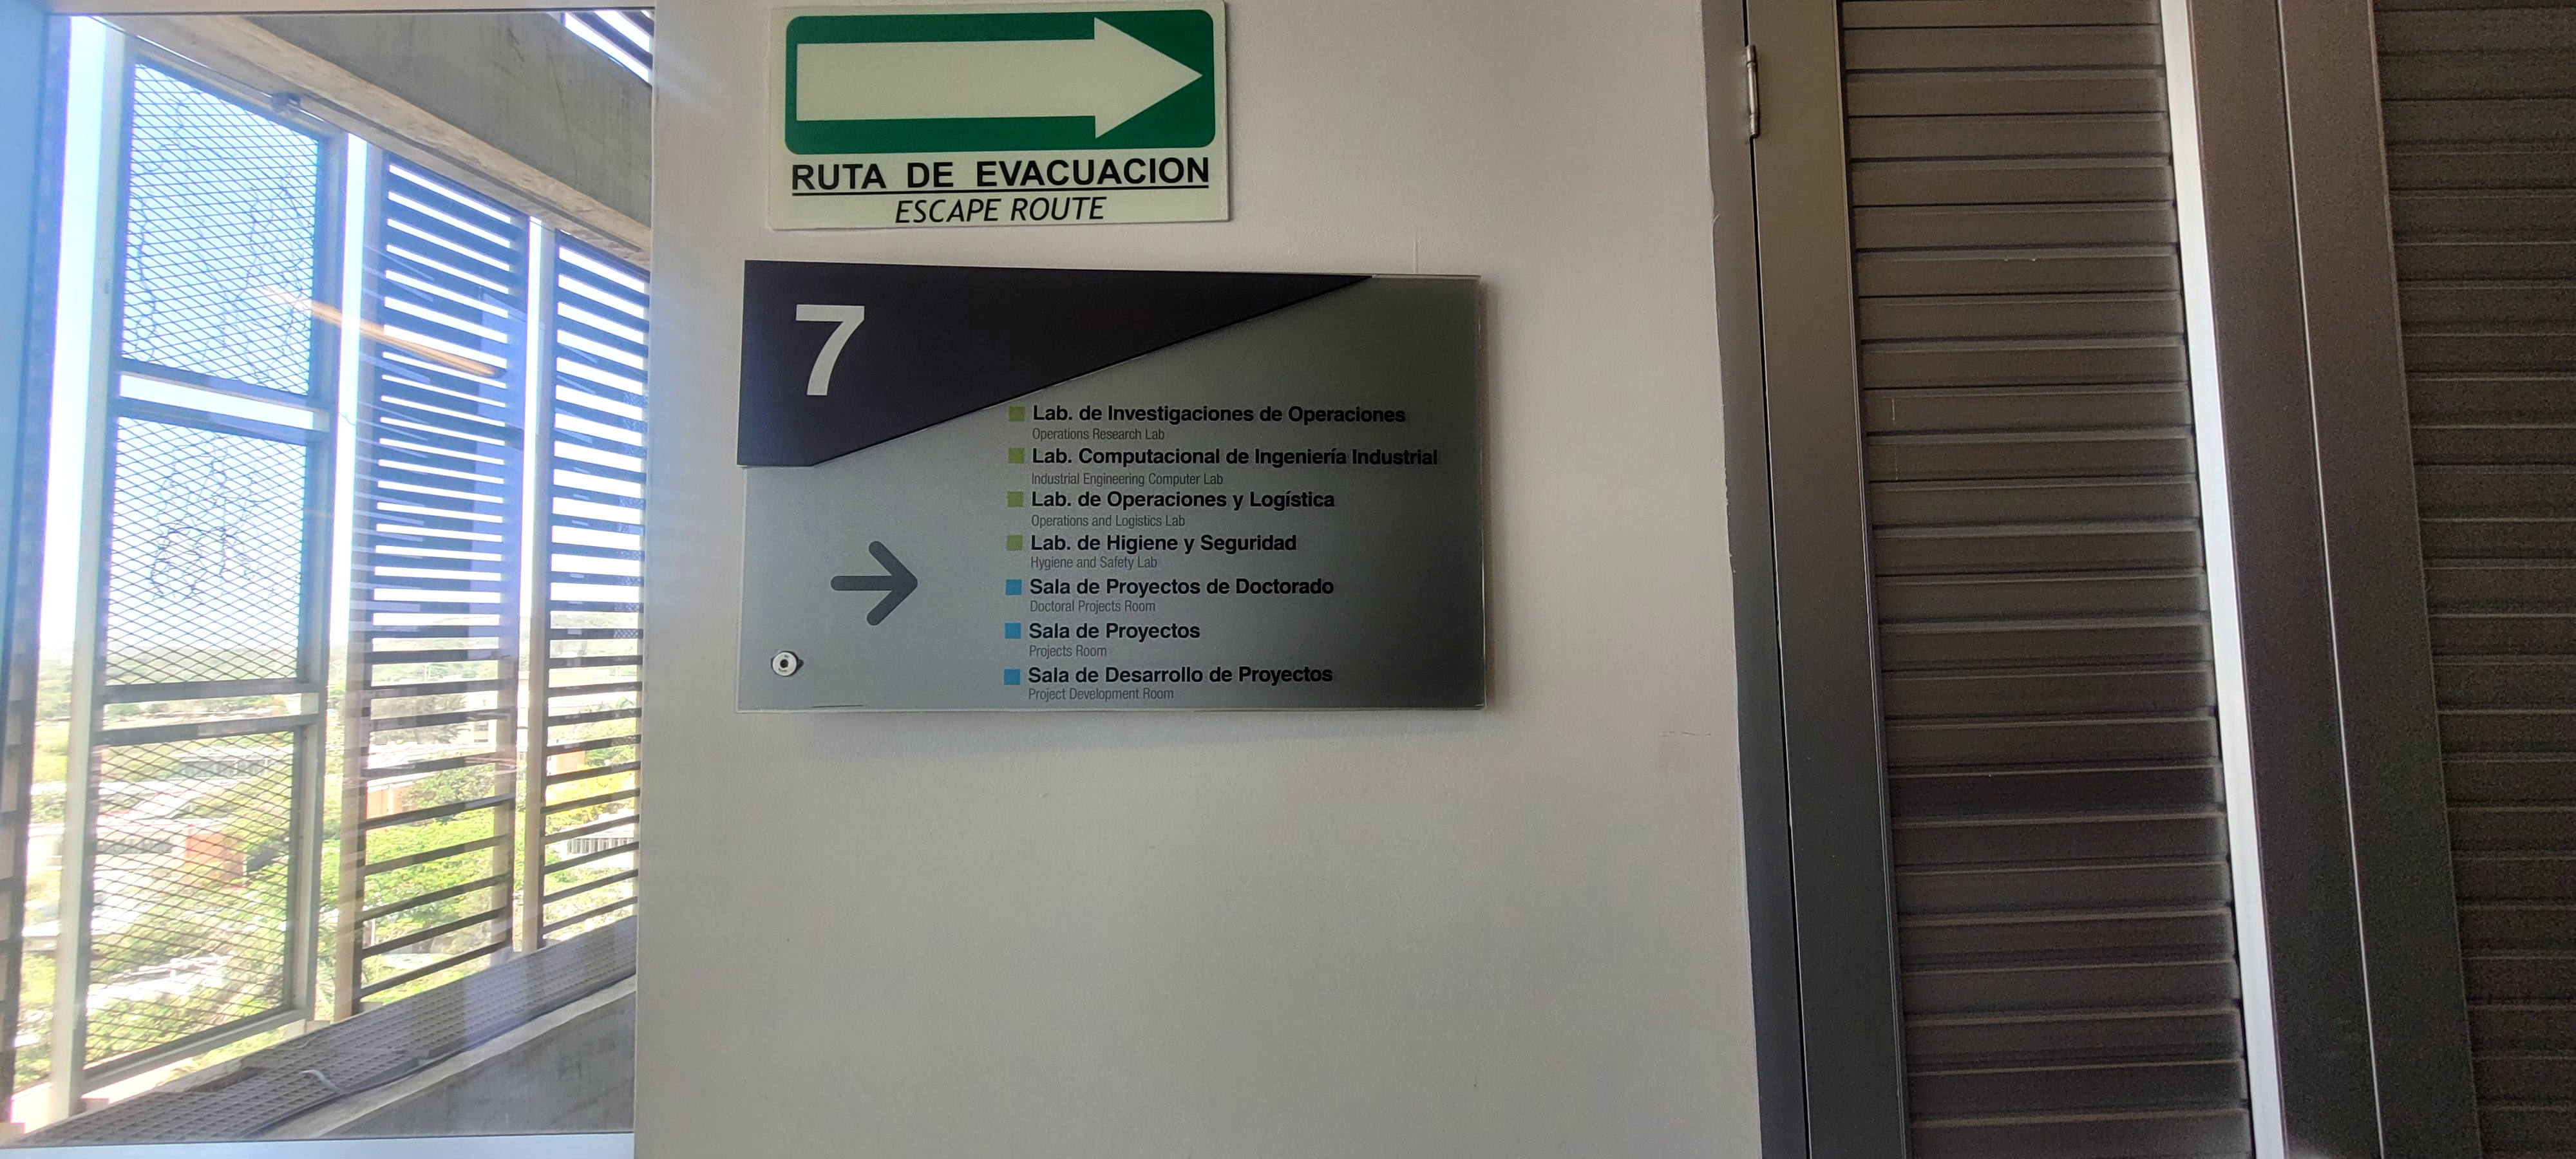 RUTA DE EVACUACION
ESCAPE ROUTE
7
Lab. de Investigaciones de Operaciones
Operations Research Lab
Lab. Computacional de Ingeniería Industrial
Industrial Engineering Computer Lab
Lab. de Operaciones y Logística
Operations and Logistics Lab
Lab. de Higiene y Seguridad
Hygiene and Safety Lab
Sala de Proyectos de Doctorado
Doctoral Projects Room
Sala de Proyectos
Projects Room
Sala de Desarrollo de Proyectos
Project Development Room